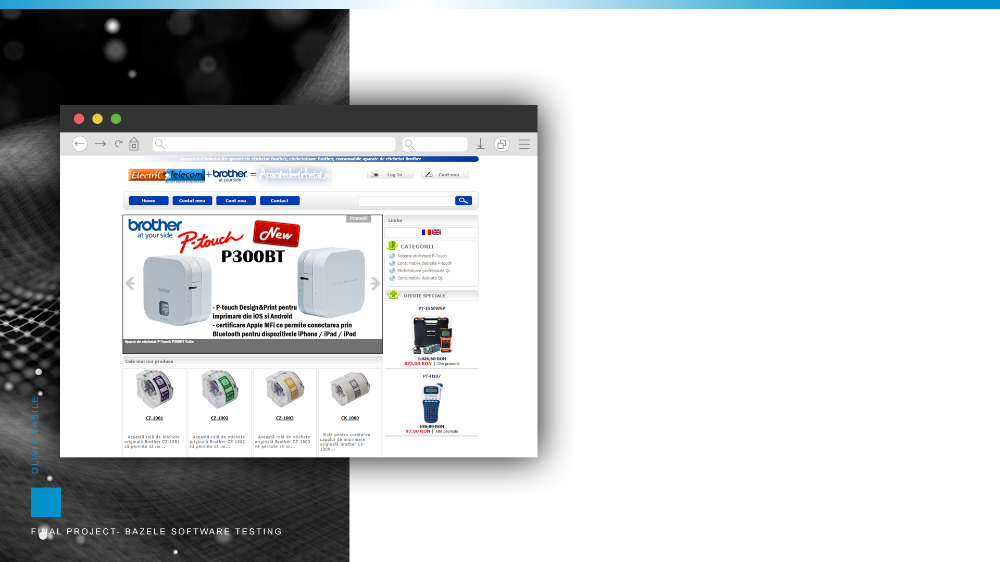 AparateDeEtichetat.Ro aparate de etichetat Brother, etichetatoare Brother, consumabile aparate de etichetat Brother
ElectriC Telecom + brother = Aparatedeetichetat.ro
Accesorii electrice si telecomunicatii
at your side
Log In
Cont nou
Home
Contul meu
Cont nou
Contact
Promotii
brother
at your side
P-touch
New
P300BT
brother
P-TOUCH CUBE
- P-touch Design&Print pentru
imprimare din iOS si Android
- certificare Apple MFi ce permite conectarea prin
Bluetooth pentru dispozitivele iPhone / iPad / iPod
Aparat de etichetat P-Touch P300BT Cube
Limba
CATEGORII
Sisteme etichetare P-Touch
Consumabile dedicate P-touch
Etichetatoare profesionale QL
Consumabile dedicate QL
OFERTE SPECIALE
PT-E550WSP
1.026,60 RON
873,00 RON | Alte promotii
PT-H107
135,80 RON
97,00 RON | Alte promotii
Cele mai noi produse
CZ-1001
Această rolă de etichete
originală Brother CZ-1001
vă permite să im...
CZ-1002
Această rolă de etichete
originală Brother CZ-1002
vă permite să im...
CZ-1003
Această rolă de etichete
originală Brother CZ-1003
vă permite să im...
CK-1000
Rolă pentru curățarea
capului de imprimare
originală Brother CK-
1000...
OLIVIA VASILE
FINAL PROJECT- BAZELE SOFTWARE TESTING